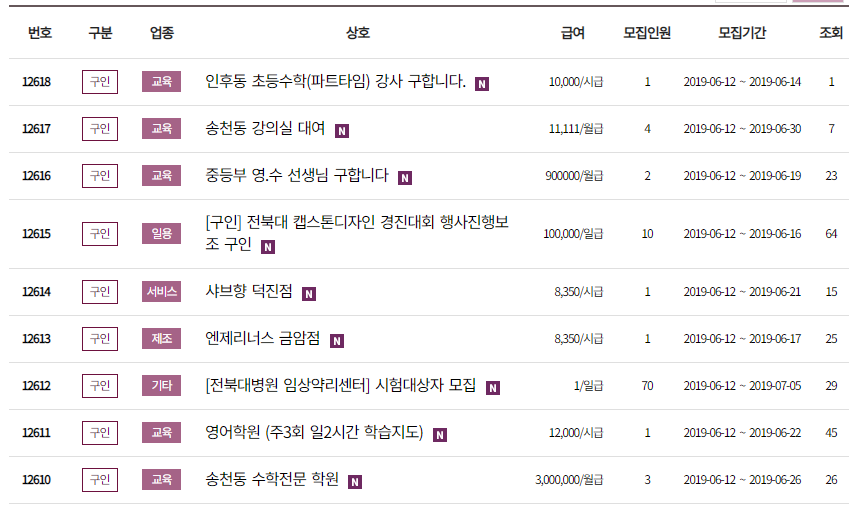 번호 구분 업종 상호 급여 모집인원 모집기간 조회
12618 구인 교육 인후동 초등수학(파트타임) 강사 구합니다. N 10,000/시급 1 2019-06-12 ~ 2019-06-14 1
12617 구인 교육 송천동 강의실 대여 N 11,111/월급 4 2019-06-12 ~ 2019-06-30 7
12616 구인 교육 중등부 영.수 선생님 구합니다 N 900000/월급 2 2019-06-12 ~ 2019-06-19 23
12615 구인 일용 [구인] 전북대 캡스톤디자인 경진대회 행사진행보 100,000/일급 10 2019-06-12 ~ 2019-06-16 64
조 구인 N
12614 구인 서비스 샤브향 덕진점 N 8,350/시급 1 2019-06-12 ~ 2019-06-21 15
12613 구인 제조 엔제리너스 금암점 N 8,350/시급 1 2019-06-12 ~ 2019-06-17 25
12612 구인 기타 [전북대병원 임상약리센터] 시험대상자 모집 N 1/일급 70 2019-06-12 ~ 2019-07-05 29
12611 구인 교육 영어학원 (주3회 일2시간 학습지도) N 12,000/시급 1 2019-06-12 ~ 2019-06-22 45
12610 구인 교육 송천동 수학전문 학원 N 3,000,000/월급 3 2019-06-12 ~ 2019-06-26 26